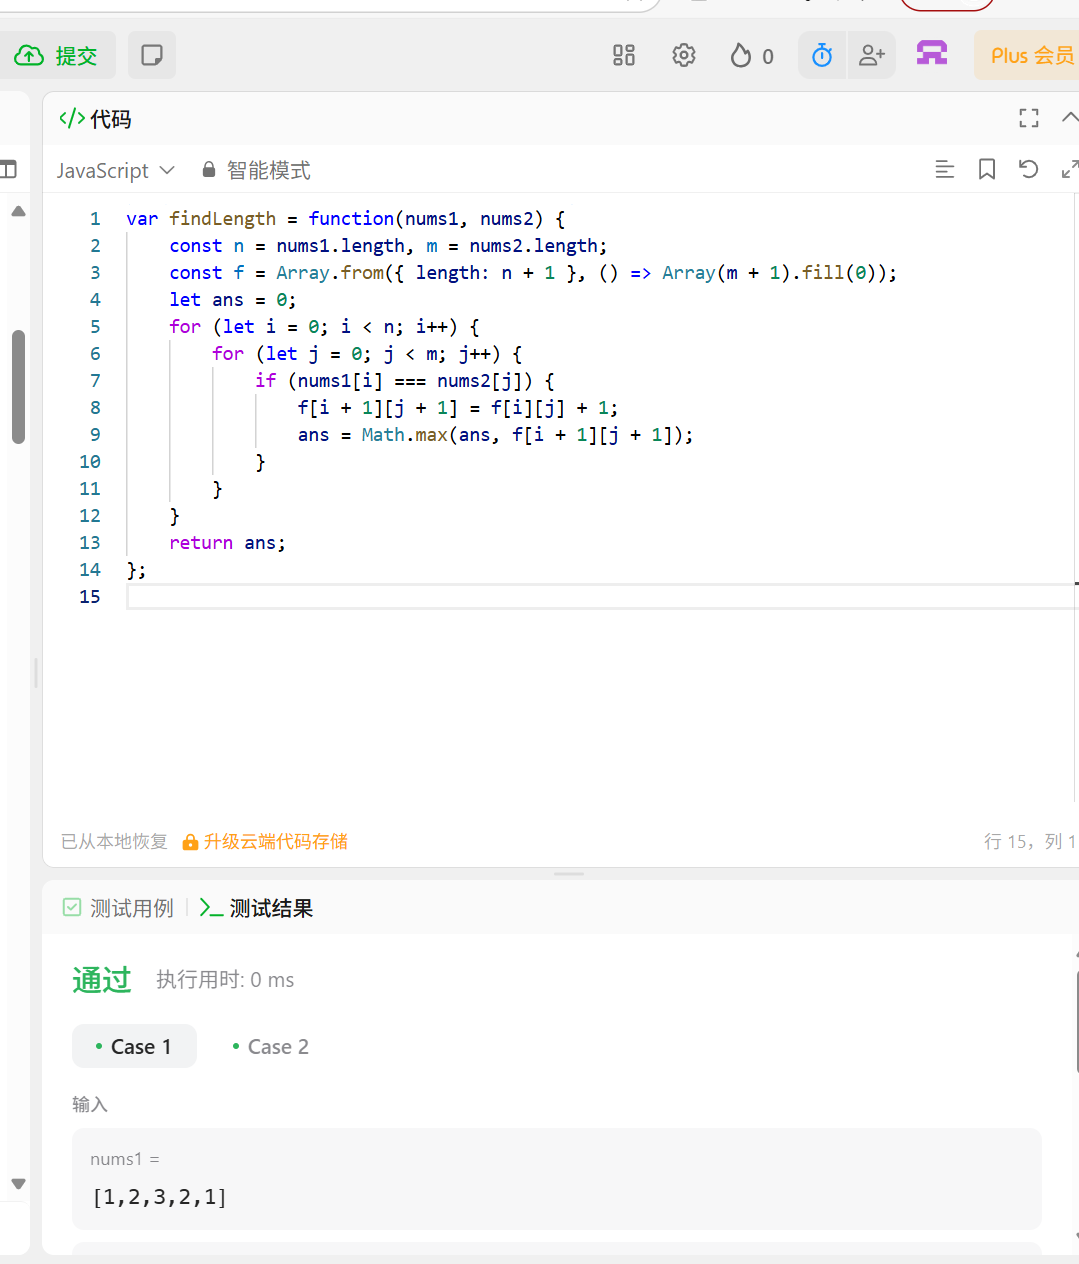 提交
0
Plus 会员
代码
JavaScript
智能模式
1 var findLength = function(nums1, nums2) {
2     const n = nums1.length, m = nums2.length;
3     const f = Array.from({ length: n + 1 }, () => Array(m + 1).fill(0));
4     let ans = 0;
5     for (let i = 0; i < n; i++) {
6         for (let j = 0; j < m; j++) {
7             if (nums1[i] === nums2[j]) {
8                 f[i + 1][j + 1] = f[i][j] + 1;
9                 ans = Math.max(ans, f[i + 1][j + 1]);
10             }
11         }
12     }
13     return ans;
14 };
15
已从本地恢复 升级云端代码存储
行 15，列 1
测试用例
测试结果
通过 执行用时: 0 ms
Case 1
Case 2
输入
nums1 =
[1,2,3,2,1]